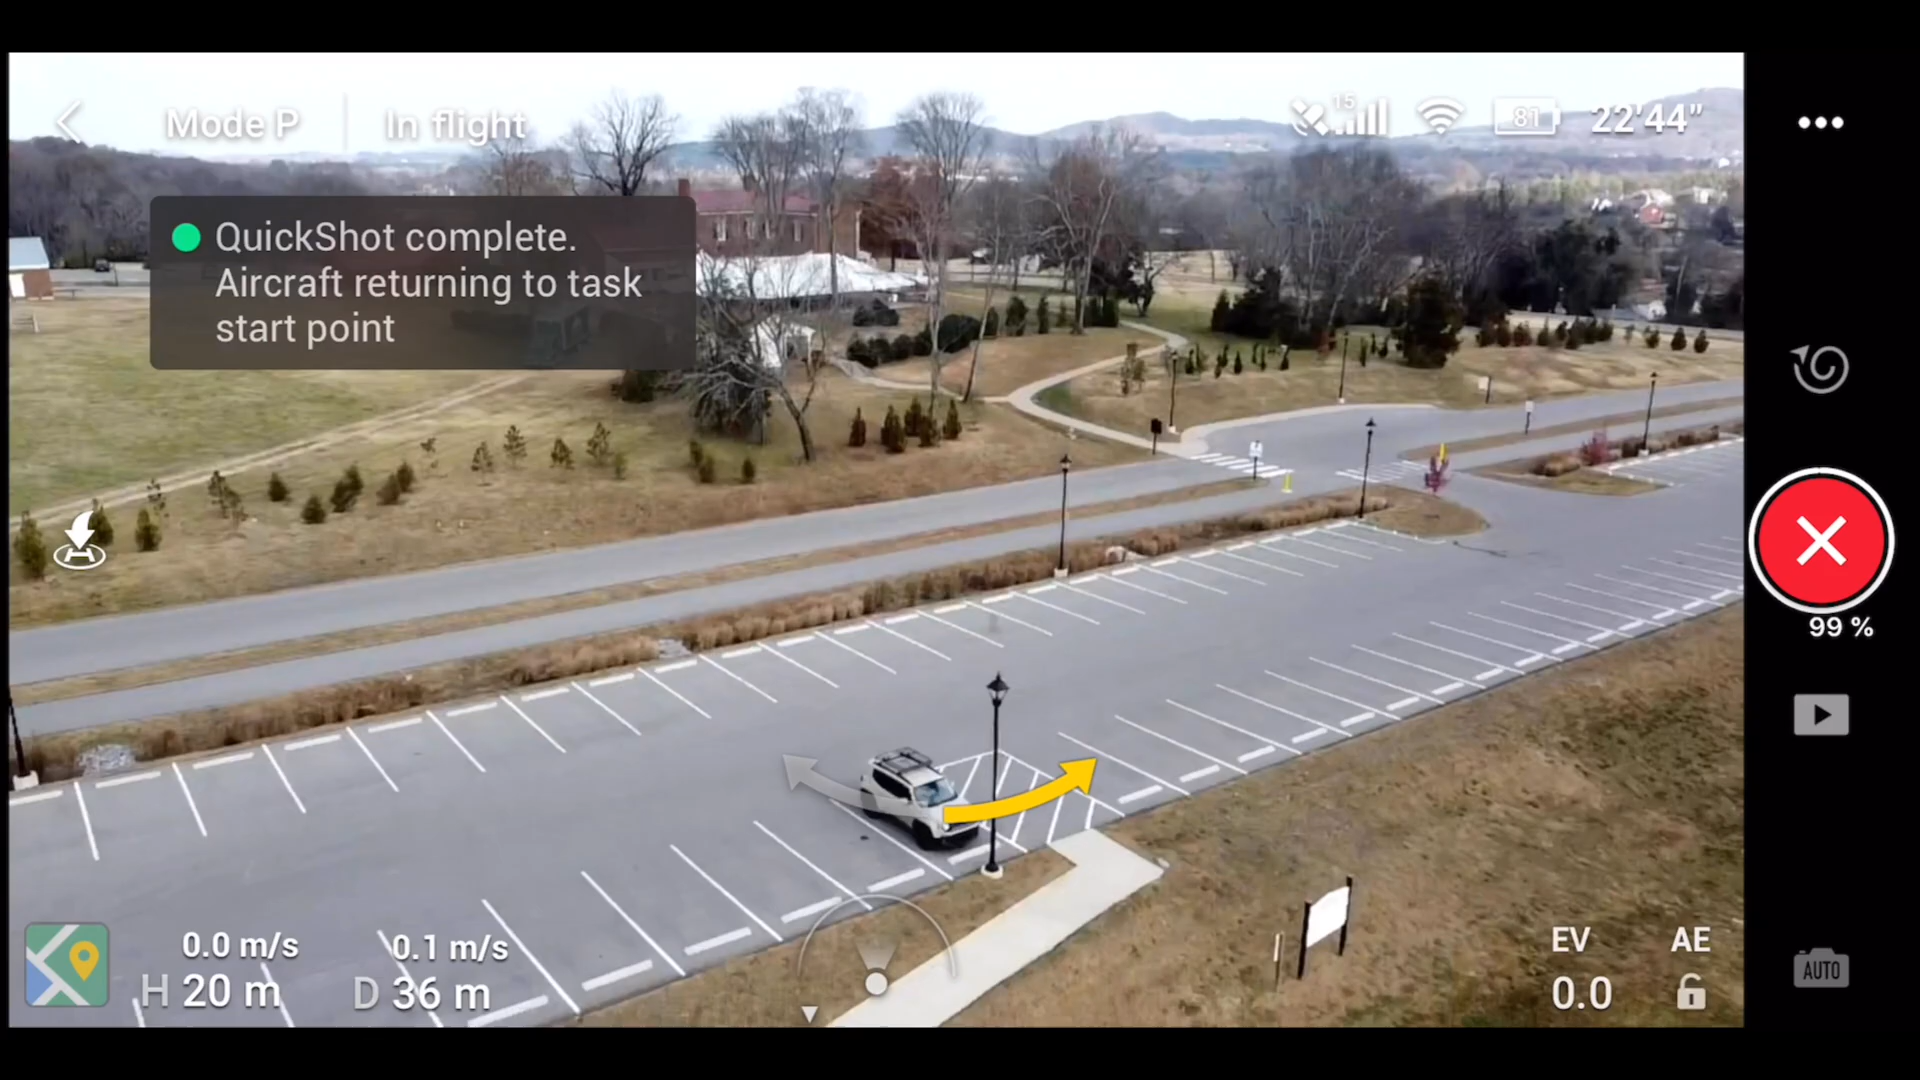 Mode P
In flight
15
81
22'44"
QuickShot complete.
Aircraft returning to task
start point
99 %
0.0 m/s
0.1 m/s
H 20 m
D 36 m
EV
AE
0.0
AUTO